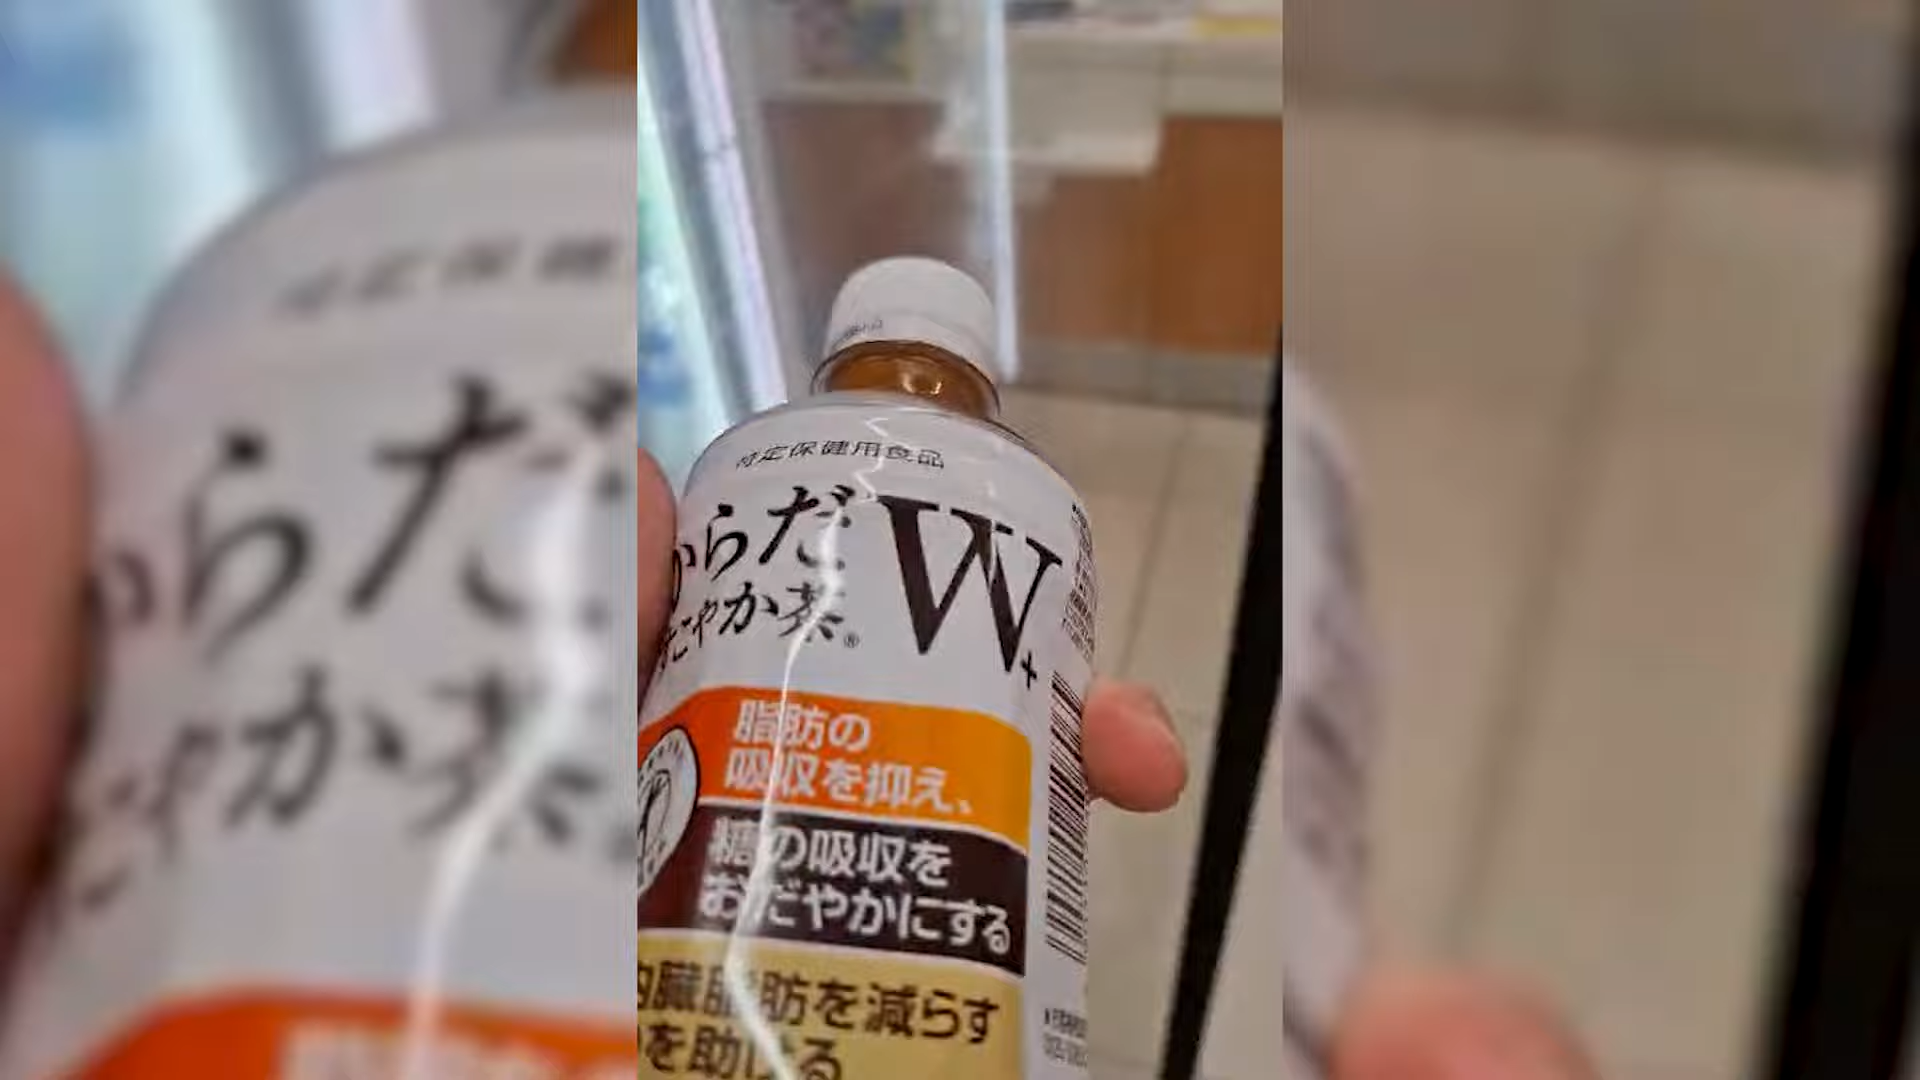 特定保健用食品
からだ
すこやか茶®
W+
脂肪の
吸収を抑え、
糖の吸収を
おだやかにする
内臓脂肪を減らす
を助ける